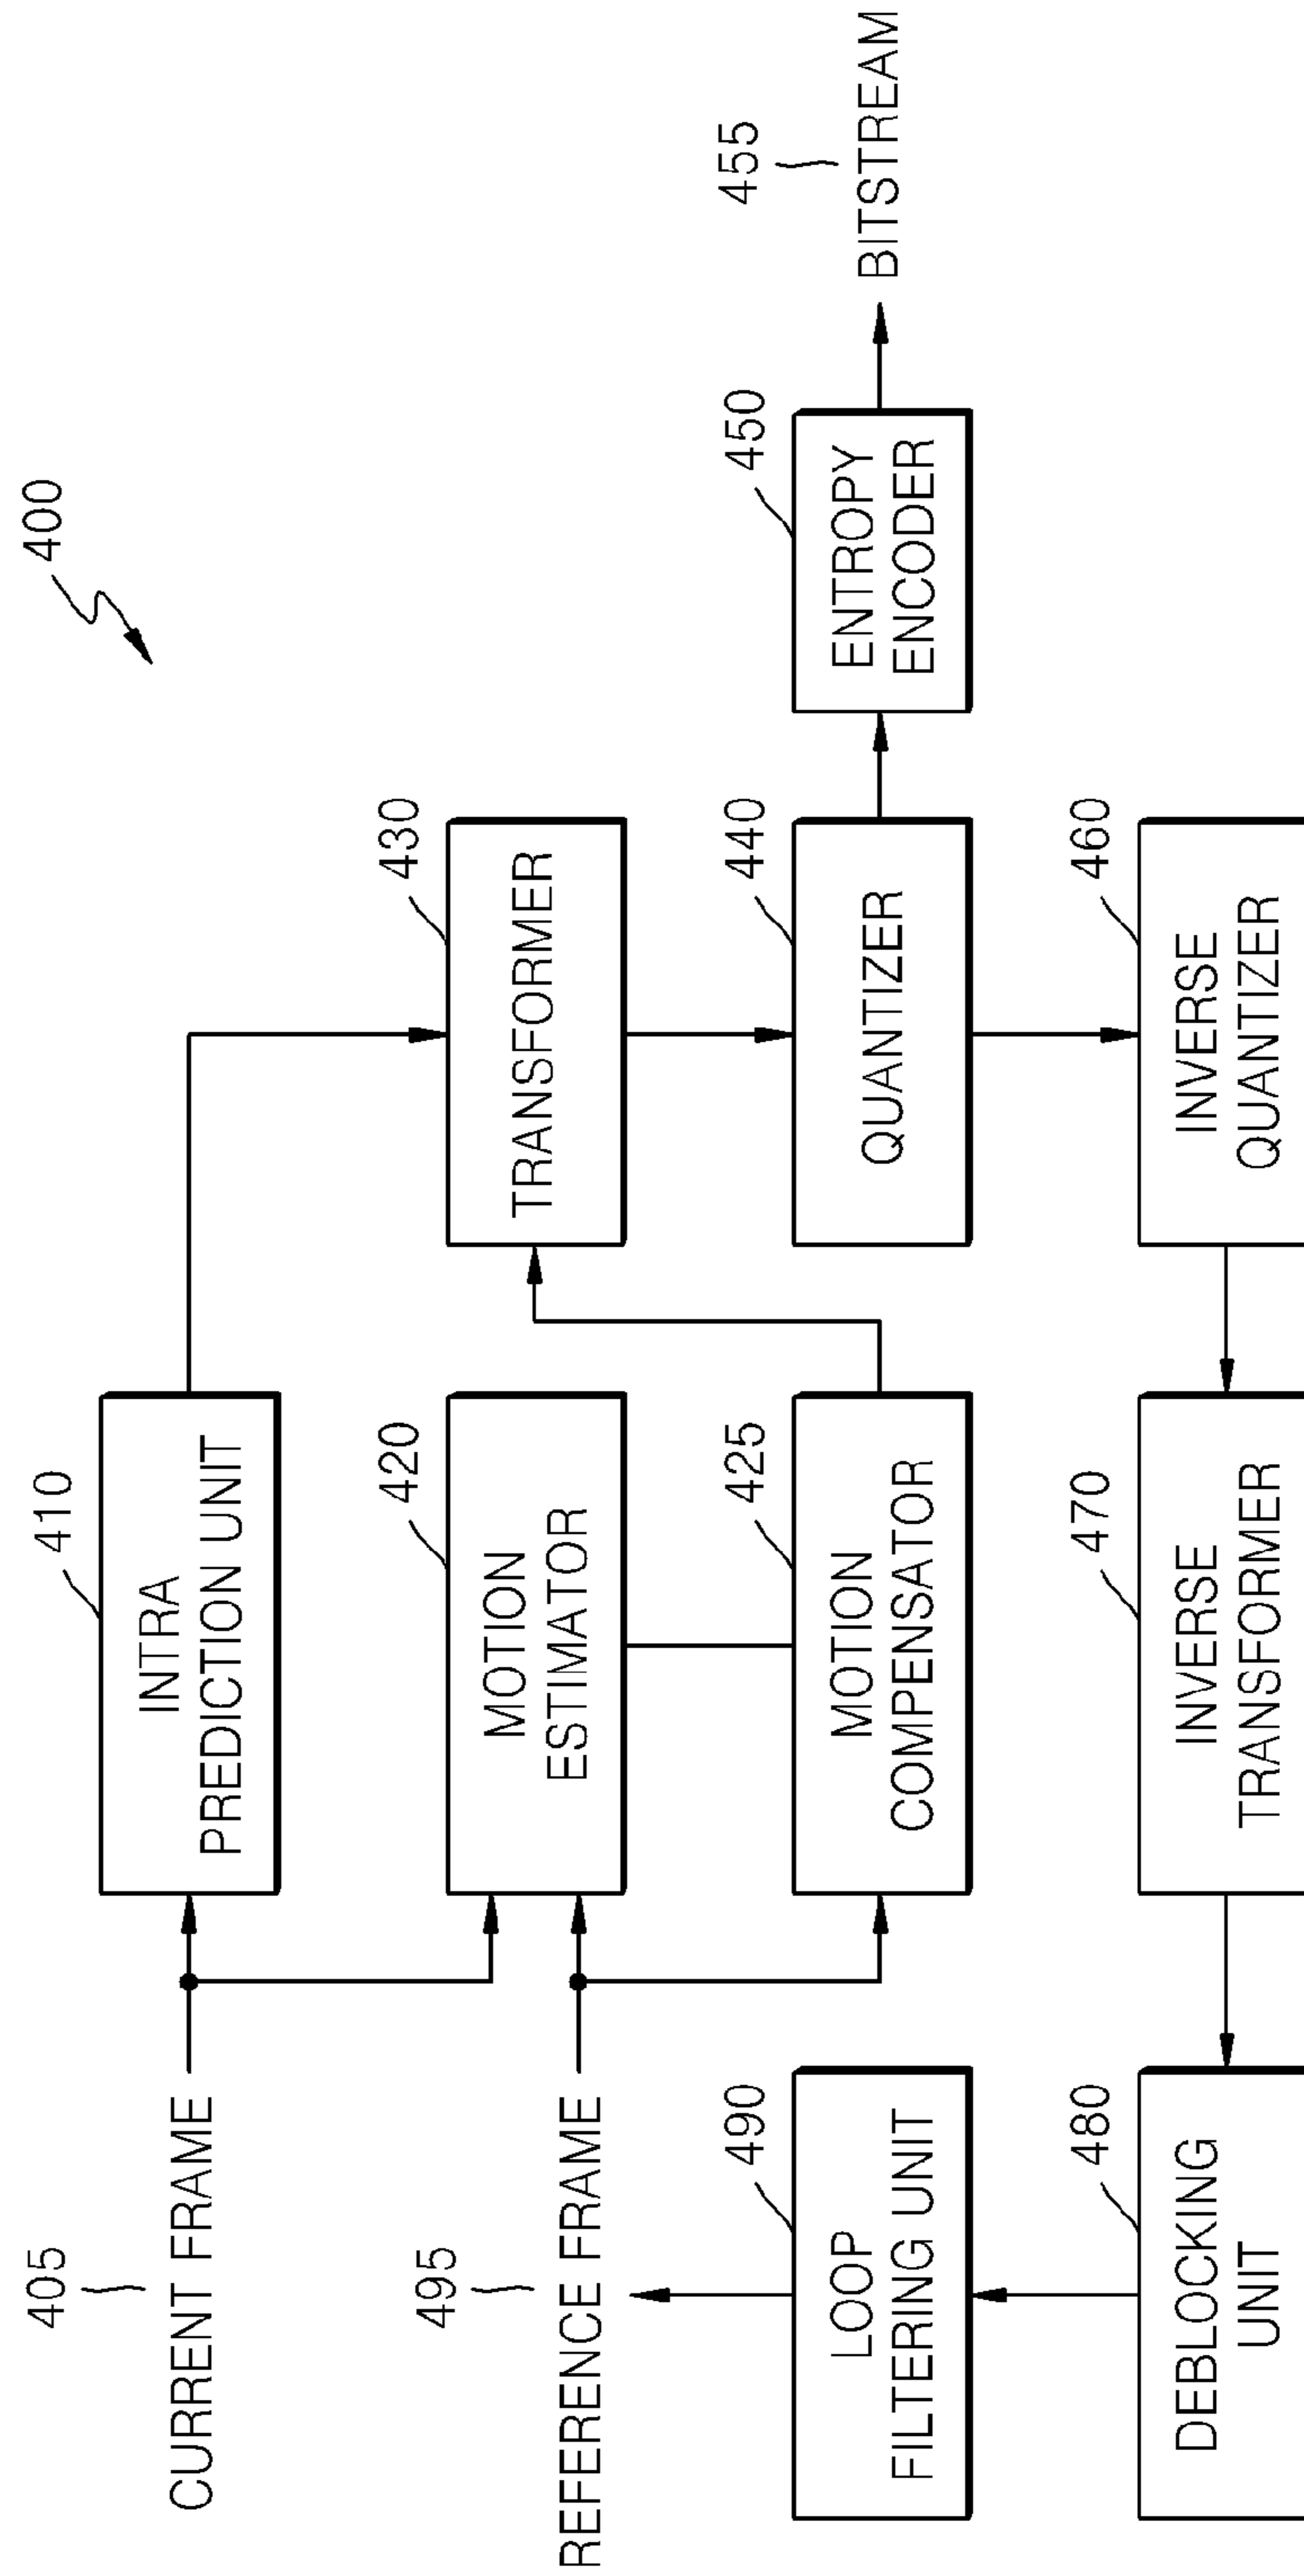 400
405
CURRENT FRAME
410
INTRA
PREDICTION UNIT
495
REFERENCE FRAME
420
MOTION
ESTIMATOR
430
TRANSFORMER
490
LOOP
FILTERING UNIT
425
MOTION
COMPENSATOR
440
QUANTIZER
450
ENTROPY
ENCODER
455
BITSTREAM
480
DEBLOCKING
UNIT
470
INVERSE
TRANSFORMER
460
INVERSE
QUANTIZER